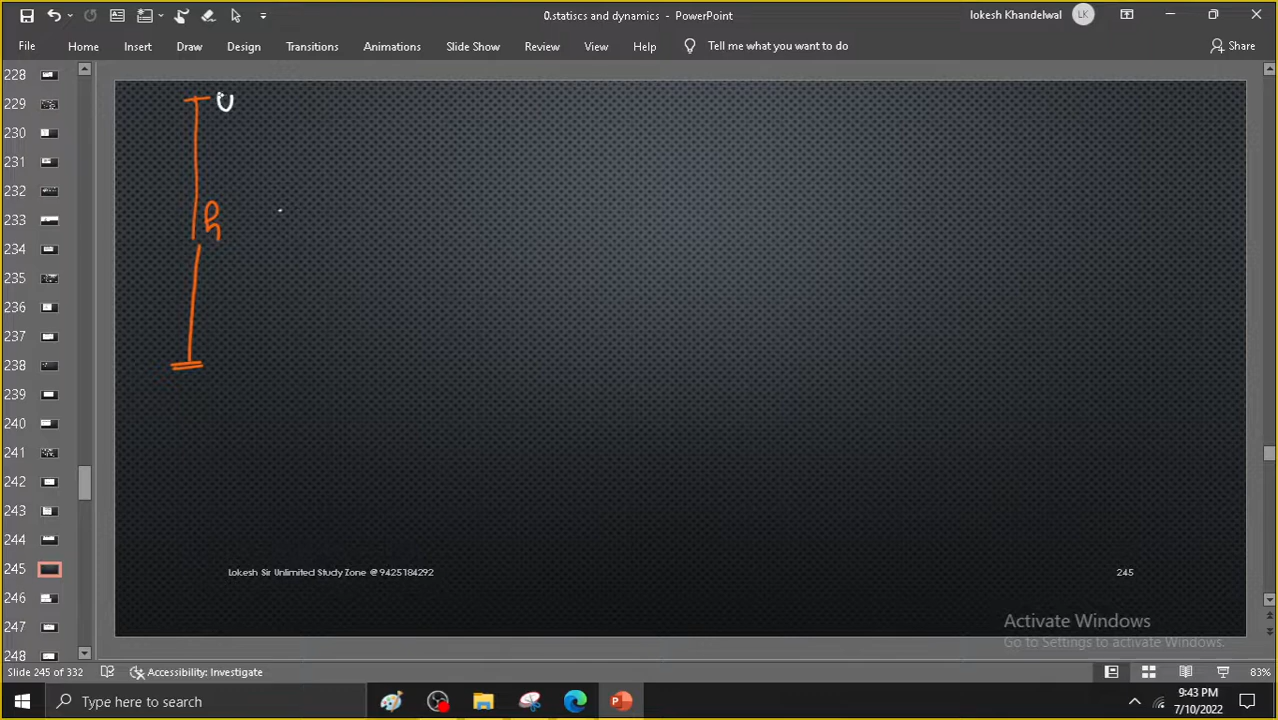 0.statiscs and dynamics - PowerPoint
lokesh Khandelwal
LK
File
Home
Insert
Draw
Design
Transitions
Animations
Slide Show
Review
View
Help
Tell me what you want to do
Share
228
229
230
231
232
233
234
235
236
237
238
239
240
241
242
243
244
245
246
247
248
U
h
Lokesh Sir Unlimited Study Zone @9425184292
245
Activate Windows
Go to Settings to activate Windows.
Slide 245 of 332
Accessibility: Investigate
83%
Type here to search
9:43 PM
7/10/2022